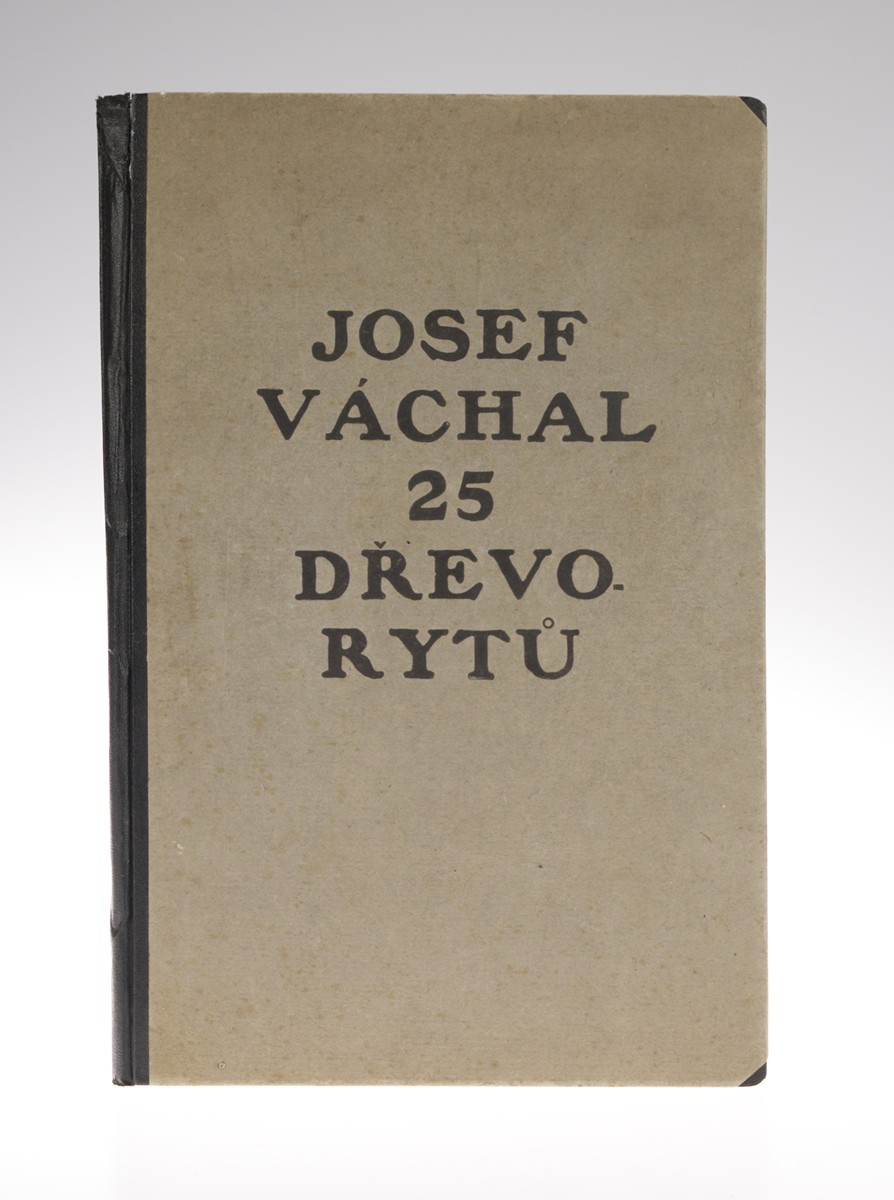 JOSEF
VÁCHAL
25
DŘEVO-
RYTŮ